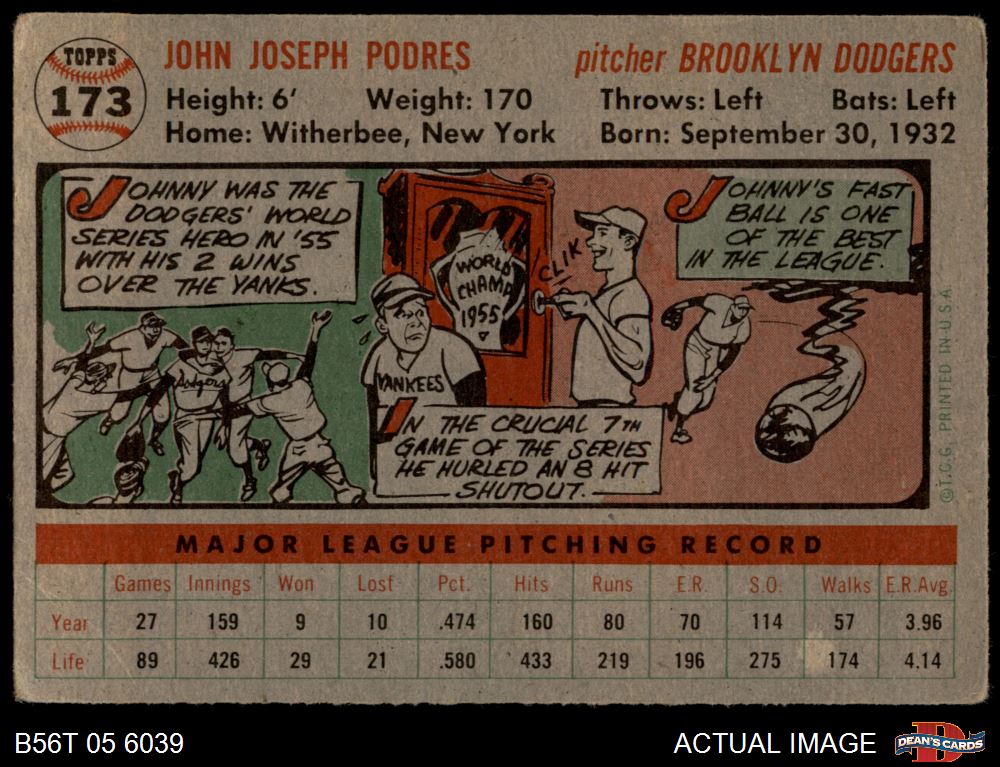 TOPPS
173
JOHN JOSEPH PODRES
pitcher BROOKLYN DODGERS
Height: 6' Weight: 170 Throws: Left Bats: Left
Home: Witherbee, New York Born: September 30, 1932
JOHNNY WAS THE
DODGERS' WORLD
SERIES HERO IN '55
WITH HIS 2 WINS
OVER THE YANKS.
Dodgers
WORLD
CHAMP
1955
CLIK
YANKEES
IN THE CRUCIAL 7TH
GAME OF THE SERIES
HE HURLED AN 8 HIT
SHUTOUT.
JOHNNY'S FAST
BALL IS ONE
OF THE BEST
IN THE LEAGUE.
© T.C.G. PRINTED IN U.S.A.
MAJOR LEAGUE PITCHING RECORD
Games Innings Won Lost Pct. Hits Runs E.R. S.O. Walks E.R.Avg.
Year 27 159 9 10 .474 160 80 70 114 57 3.96
Life 89 426 29 21 .580 433 219 196 275 174 4.14
B56T 05 6039
ACTUAL IMAGE
DEAN'S CARDS